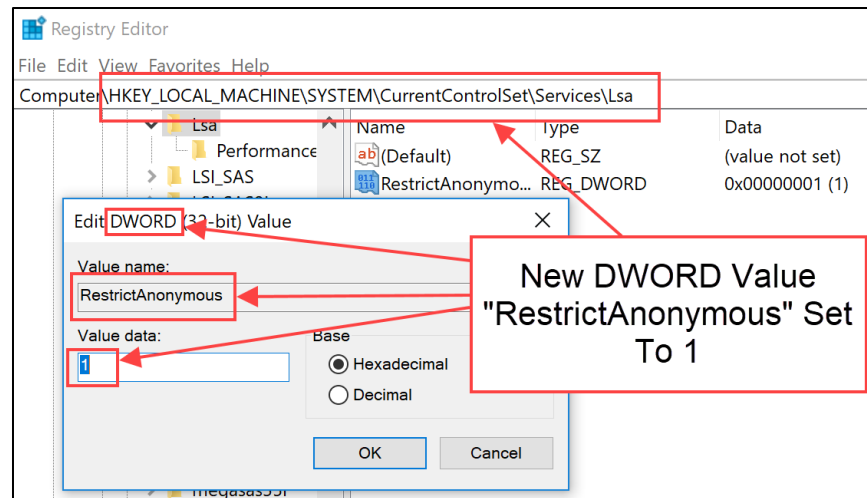 Registry Editor
File Edit View Favorites Help
Computer\HKEY_LOCAL_MACHINE\SYSTEM\CurrentControlSet\Services\Lsa
Lsa
Performance
LSI_SAS
Name Type Data
(Default) REG_SZ (value not set)
RestrictAnonymo... REG_DWORD 0x00000001 (1)
Edit DWORD (32-bit) Value
Value name:
RestrictAnonymous
Value data:
1
Base
Hexadecimal
Decimal
OK Cancel
New DWORD Value
"RestrictAnonymous" Set
To 1